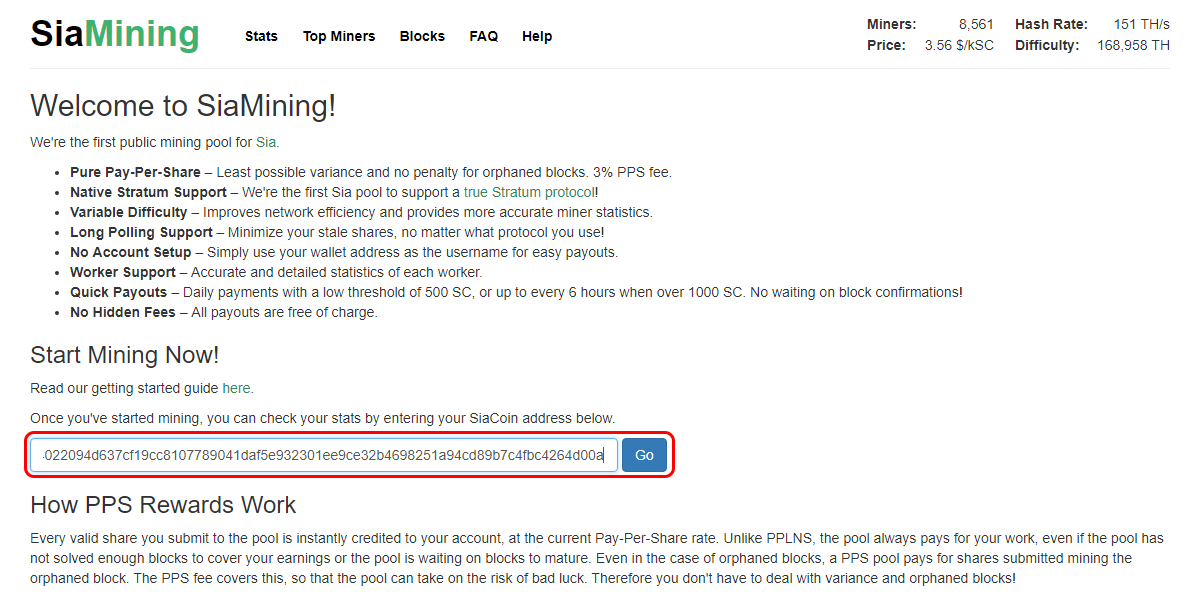 SiaMining Stats Top Miners Blocks FAQ Help
Miners: 8,561 Hash Rate: 151 TH/s
Price: 3.56 $/kSC Difficulty: 168,958 TH
Welcome to SiaMining!
We're the first public mining pool for Sia.
• Pure Pay-Per-Share – Least possible variance and no penalty for orphaned blocks. 3% PPS fee.
• Native Stratum Support – We're the first Sia pool to support a true Stratum protocol!
• Variable Difficulty – Improves network efficiency and provides more accurate miner statistics.
• Long Polling Support – Minimize your stale shares, no matter what protocol you use!
• No Account Setup – Simply use your wallet address as the username for easy payouts.
• Worker Support – Accurate and detailed statistics of each worker.
• Quick Payouts – Daily payments with a low threshold of 500 SC, or up to every 6 hours when over 1000 SC. No waiting on block confirmations!
• No Hidden Fees – All payouts are free of charge.
Start Mining Now!
Read our getting started guide here.
Once you've started mining, you can check your stats by entering your SiaCoin address below.
022094d637cf19cc8107789041daf5e932301ee9ce32b4698251a94cd89b7c4fbc4264d00a Go
How PPS Rewards Work
Every valid share you submit to the pool is instantly credited to your account, at the current Pay-Per-Share rate. Unlike PPLNS, the pool always pays for your work, even if the pool has
not solved enough blocks to cover your earnings or the pool is waiting on blocks to mature. Even in the case of orphaned blocks, a PPS pool pays for shares submitted mining the
orphaned block. The PPS fee covers this, so that the pool can take on the risk of bad luck. Therefore you don't have to deal with variance and orphaned blocks!